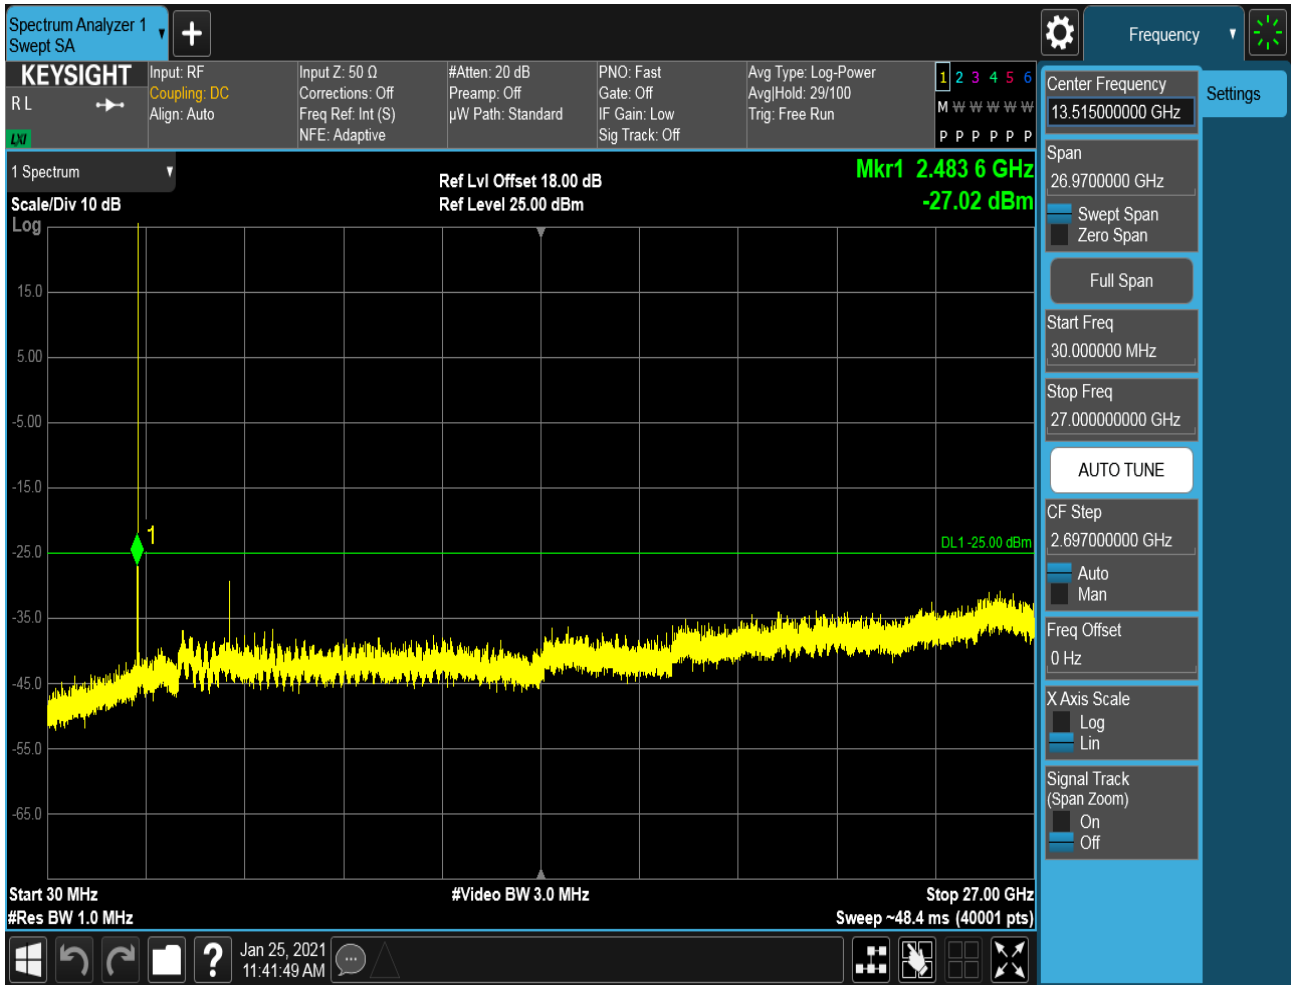 Spectrum Analyzer 1
Swept SA
Frequency
KEYSIGHT
R L
LXI
Input: RF
Coupling: DC
Align: Auto
Input Z: 50 Ω
Corrections: Off
Freq Ref: Int (S)
NFE: Adaptive
#Atten: 20 dB
Preamp: Off
µW Path: Standard
PNO: Fast
Gate: Off
IF Gain: Low
Sig Track: Off
Avg Type: Log-Power
Avg|Hold: 29/100
Trig: Free Run
1 2 3 4 5 6
M W W W W W
P P P P P P
1 Spectrum
Scale/Div 10 dB
Log
Ref Lvl Offset 18.00 dB
Ref Level 25.00 dBm
Mkr1 2.483 6 GHz
-27.02 dBm
15.0
5.00
-5.00
-15.0
-25.0
-35.0
-45.0
-55.0
-65.0
1
DL1 -25.00 dBm
Start 30 MHz
#Res BW 1.0 MHz
#Video BW 3.0 MHz
Stop 27.00 GHz
Sweep ~48.4 ms (40001 pts)
Center Frequency
13.515000000 GHz
Settings
Span
26.9700000 GHz
Swept Span
Zero Span
Full Span
Start Freq
30.000000 MHz
Stop Freq
27.000000000 GHz
AUTO TUNE
CF Step
2.697000000 GHz
Auto
Man
Freq Offset
0 Hz
X Axis Scale
Log
Lin
Signal Track
(Span Zoom)
On
Off
?
Jan 25, 2021
11:41:49 AM